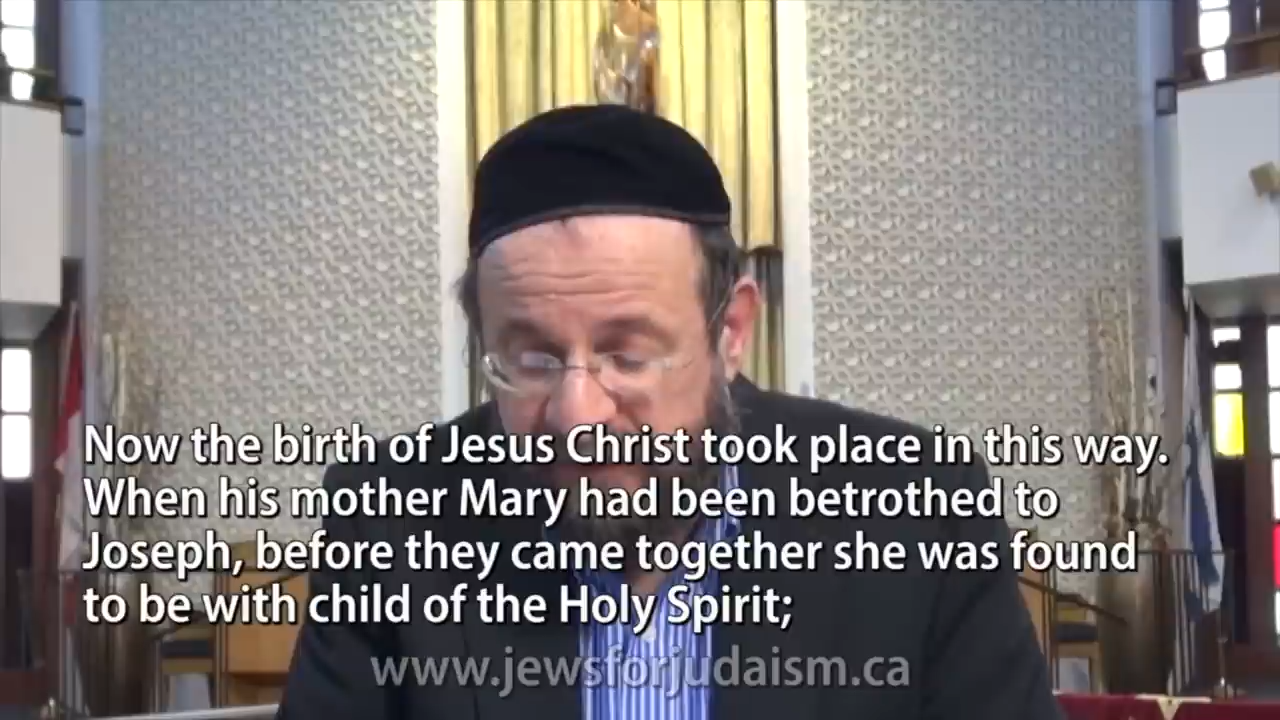 Now the birth of Jesus Christ took place in this way.
When his mother Mary had been betrothed to
Joseph, before they came together she was found
to be with child of the Holy Spirit;
www.jewsforjudaism.ca